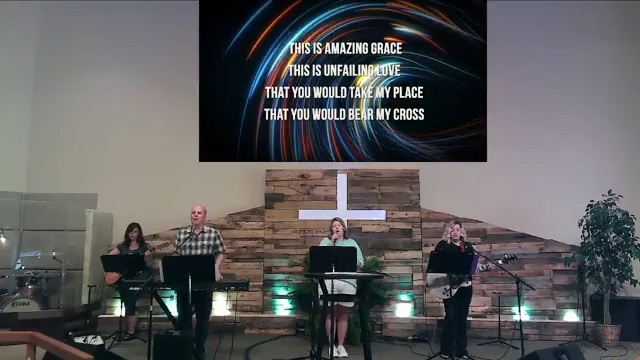 THIS IS AMAZING GRACE
THIS IS UNFAILING LOVE
THAT YOU WOULD TAKE MY PLACE
THAT YOU WOULD BEAR MY CROSS
TAMA